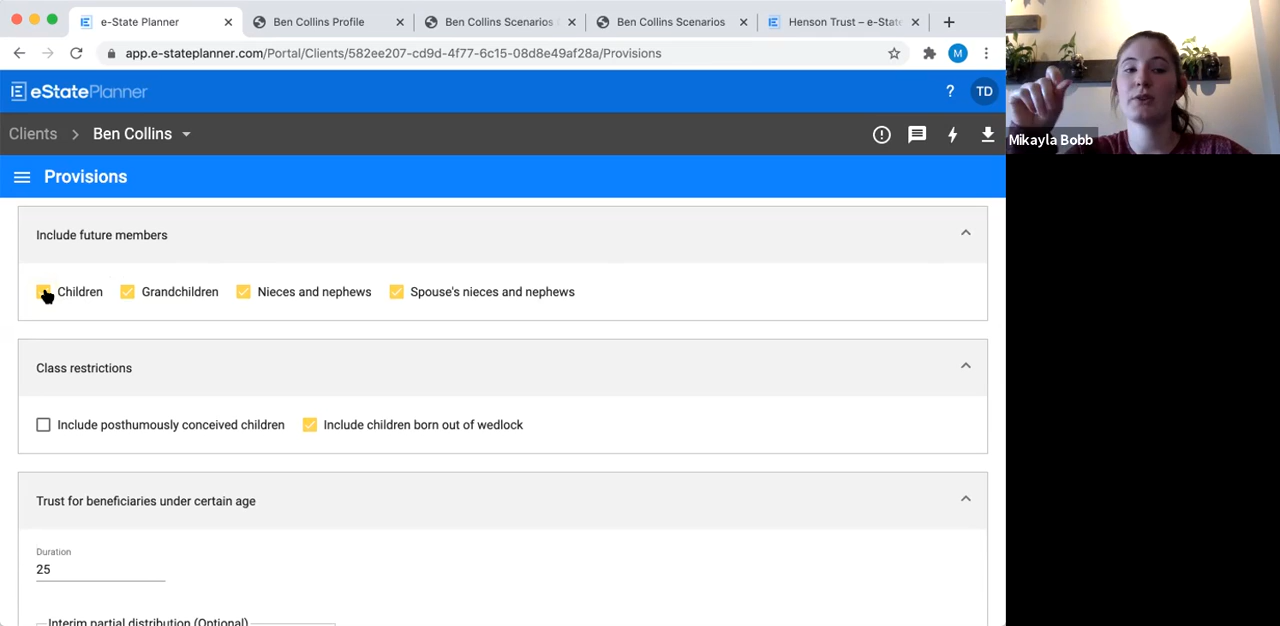 e-State Planner
Ben Collins Profile
Ben Collins Scenarios
Ben Collins Scenarios
Henson Trust – e-State
app.e-stateplanner.com/Portal/Clients/582ee207-cd9d-4f77-6c15-08d8e49af28a/Provisions
M
eStatePlanner
?
TD
Clients > Ben Collins
Mikayla Bobb
Provisions
Include future members
Children
Grandchildren
Nieces and nephews
Spouse's nieces and nephews
Class restrictions
Include posthumously conceived children
Include children born out of wedlock
Trust for beneficiaries under certain age
Duration
25
Interim partial distribution (Optional)